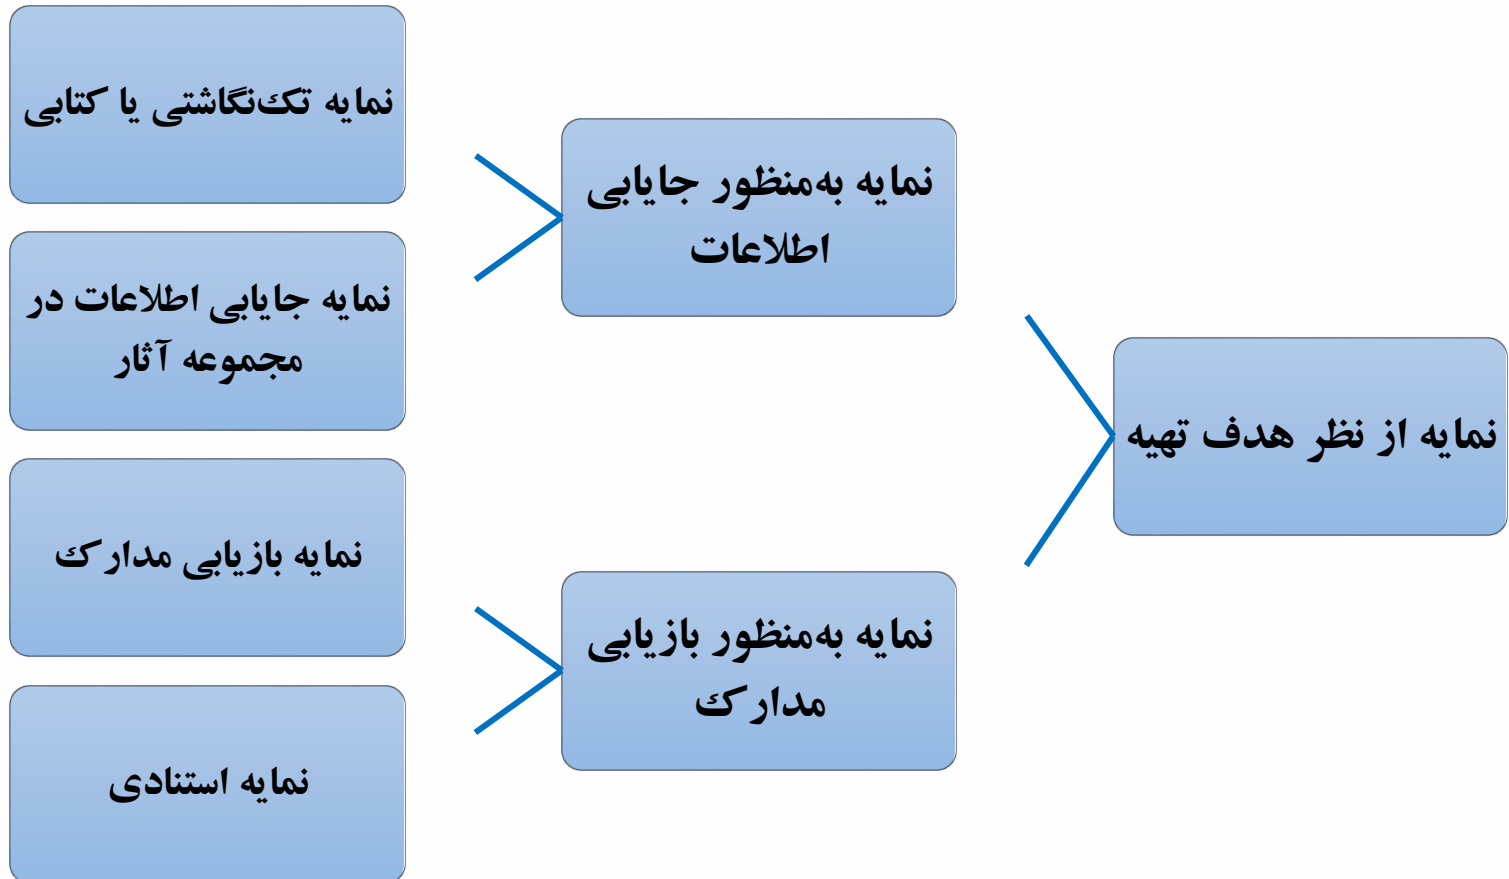 نمایه از نظر هدف تهیه
نمایه به‌منظور جایابی
اطلاعات
نمایه تک‌نگاشتی یا کتابی
نمایه جایابی اطلاعات در
مجموعه آثار
نمایه به‌منظور بازیابی
مدارک
نمایه بازیابی مدارک
نمایه استنادی